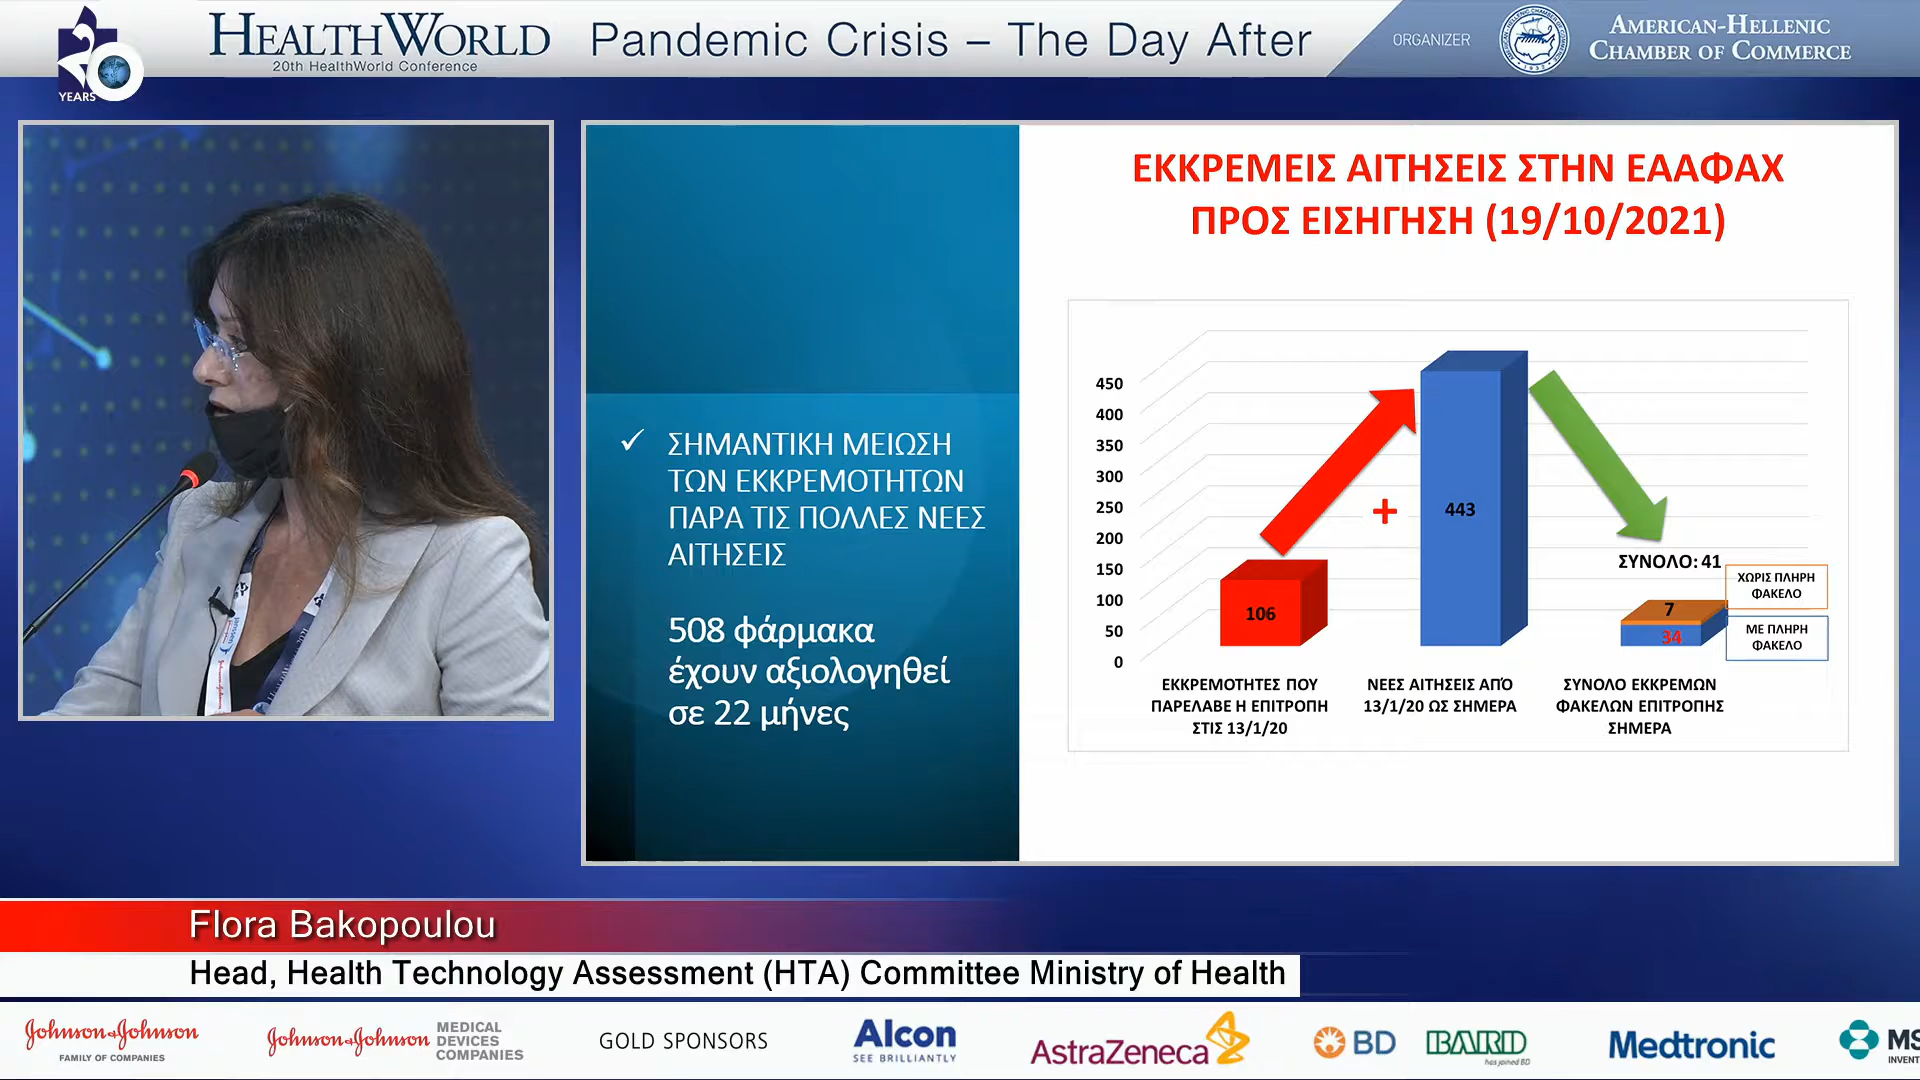 20
YEARS
HEALTHWORLD
20th HealthWorld Conference
Pandemic Crisis – The Day After
ORGANIZER
AMERICAN-HELLENIC
CHAMBER OF COMMERCE
✓ ΣΗΜΑΝΤΙΚΗ ΜΕΙΩΣΗ
ΤΩΝ ΕΚΚΡΕΜΟΤΗΤΩΝ
ΠΑΡΑ ΤΙΣ ΠΟΛΛΕΣ ΝΕΕΣ
ΑΙΤΗΣΕΙΣ
508 φάρμακα
έχουν αξιολογηθεί
σε 22 μήνες
ΕΚΚΡΕΜΕΙΣ ΑΙΤΗΣΕΙΣ ΣΤΗΝ ΕΑΑΦΑΧ
ΠΡΟΣ ΕΙΣΗΓΗΣΗ (19/10/2021)
450
400
350
300
250
200
150
100
50
0
106
+
443
ΣΥΝΟΛΟ: 41
7
34
ΧΩΡΙΣ ΠΛΗΡΗ
ΦΑΚΕΛΟ
ΜΕ ΠΛΗΡΗ
ΦΑΚΕΛΟ
ΕΚΚΡΕΜΟΤΗΤΕΣ ΠΟΥ
ΠΑΡΕΛΑΒΕ Η ΕΠΙΤΡΟΠΗ
ΣΤΙΣ 13/1/20
ΝΕΕΣ ΑΙΤΗΣΕΙΣ ΑΠΌ
13/1/20 ΩΣ ΣΗΜΕΡΑ
ΣΥΝΟΛΟ ΕΚΚΡΕΜΩΝ
ΦΑΚΕΛΩΝ ΕΠΙΤΡΟΠΗΣ
ΣΗΜΕΡΑ
Flora Bakopoulou
Head, Health Technology Assessment (HTA) Committee Ministry of Health
Johnson & Johnson
FAMILY OF COMPANIES
Johnson & Johnson
MEDICAL
DEVICES
COMPANIES
GOLD SPONSORS
Alcon
SEE BRILLIANTLY
AstraZeneca
BD
BARD
has joined BD
Medtronic
MS
INVENT